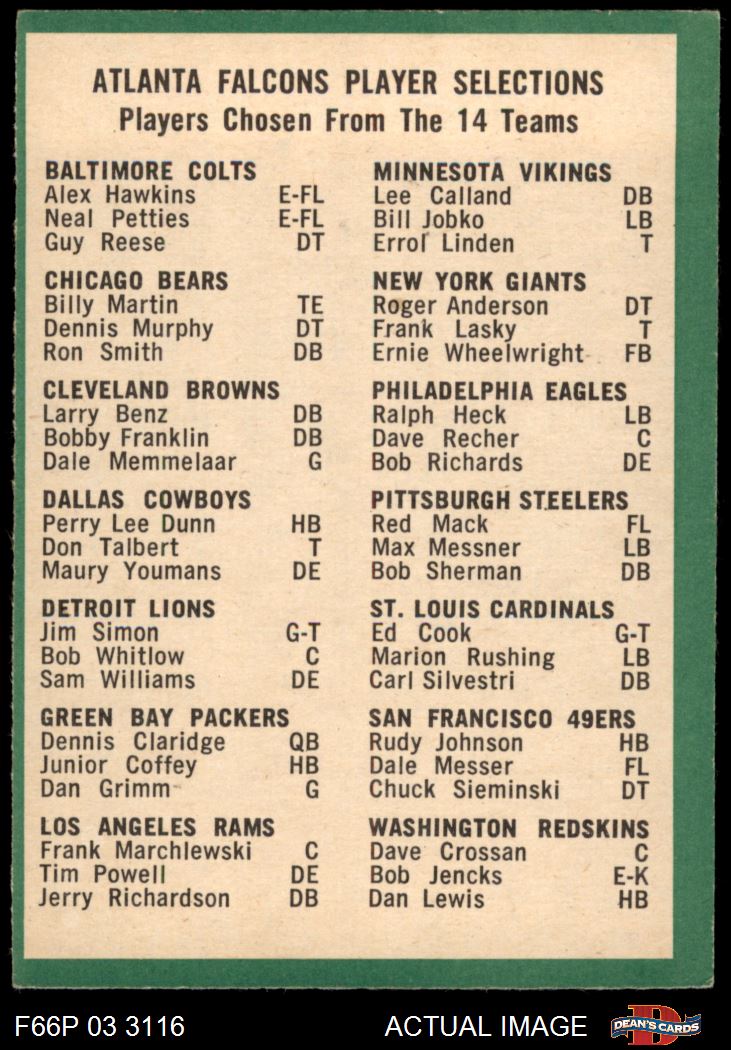 ATLANTA FALCONS PLAYER SELECTIONS
Players Chosen From The 14 Teams
BALTIMORE COLTS
Alex Hawkins E-FL
Neal Petties E-FL
Guy Reese DT
CHICAGO BEARS
Billy Martin TE
Dennis Murphy DT
Ron Smith DB
CLEVELAND BROWNS
Larry Benz DB
Bobby Franklin DB
Dale Memmelaar G
DALLAS COWBOYS
Perry Lee Dunn HB
Don Talbert T
Maury Youmans DE
DETROIT LIONS
Jim Simon G-T
Bob Whitlow C
Sam Williams DE
GREEN BAY PACKERS
Dennis Claridge QB
Junior Coffey HB
Dan Grimm G
LOS ANGELES RAMS
Frank Marchlewski C
Tim Powell DE
Jerry Richardson DB
MINNESOTA VIKINGS
Lee Calland DB
Bill Jobko LB
Errol Linden T
NEW YORK GIANTS
Roger Anderson DT
Frank Lasky T
Ernie Wheelwright FB
PHILADELPHIA EAGLES
Ralph Heck LB
Dave Recher C
Bob Richards DE
PITTSBURGH STEELERS
Red Mack FL
Max Messner LB
Bob Sherman DB
ST. LOUIS CARDINALS
Ed Cook G-T
Marion Rushing LB
Carl Silvestri DB
SAN FRANCISCO 49ERS
Rudy Johnson HB
Dale Messer FL
Chuck Sieminski DT
WASHINGTON REDSKINS
Dave Crossan C
Bob Jencks E-K
Dan Lewis HB
F66P 03 3116
ACTUAL IMAGE
D
DEAN'S CARDS